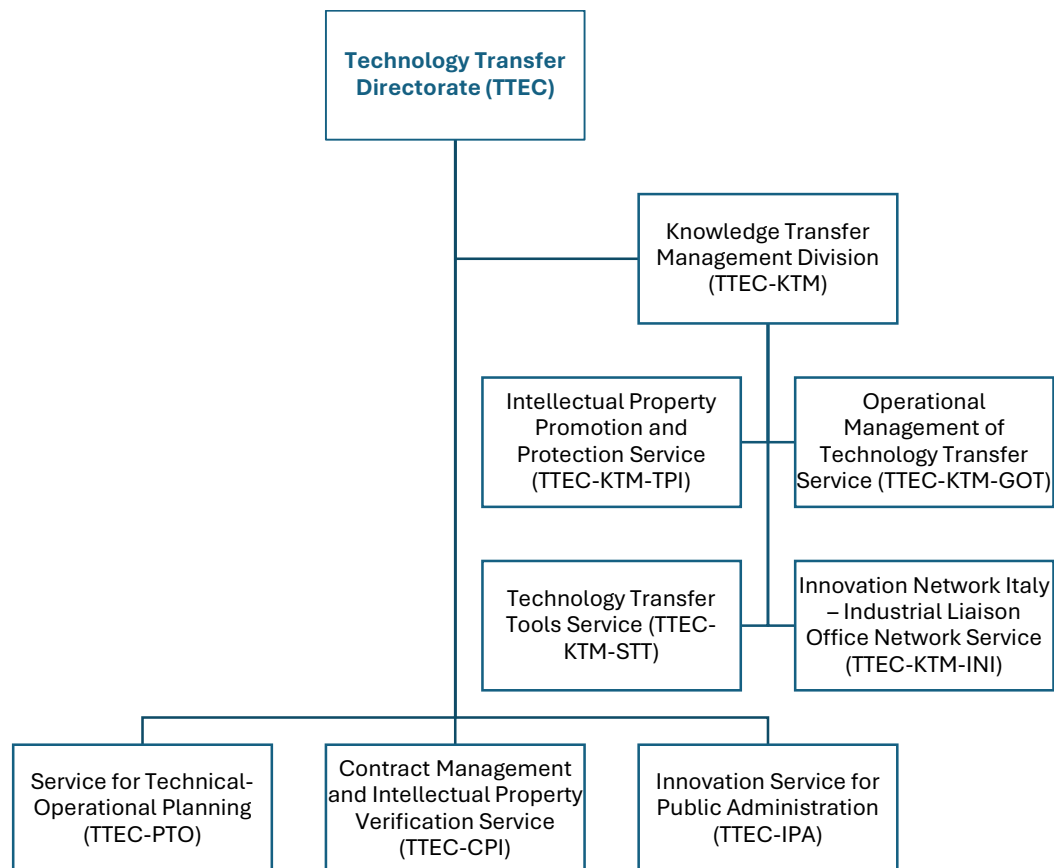 Technology Transfer
Directorate (TTEC)
Knowledge Transfer
Management Division
(TTEC-KTM)
Intellectual Property
Promotion and
Protection Service
(TTEC-KTM-TPI)
Operational
Management of
Technology Transfer
Service (TTEC-KTM-GOT)
Technology Transfer
Tools Service (TTEC-
KTM-STT)
Innovation Network Italy
– Industrial Liaison
Office Network Service
(TTEC-KTM-INI)
Service for Technical-
Operational Planning
(TTEC-PTO)
Contract Management
and Intellectual Property
Verification Service
(TTEC-CPI)
Innovation Service for
Public Administration
(TTEC-IPA)